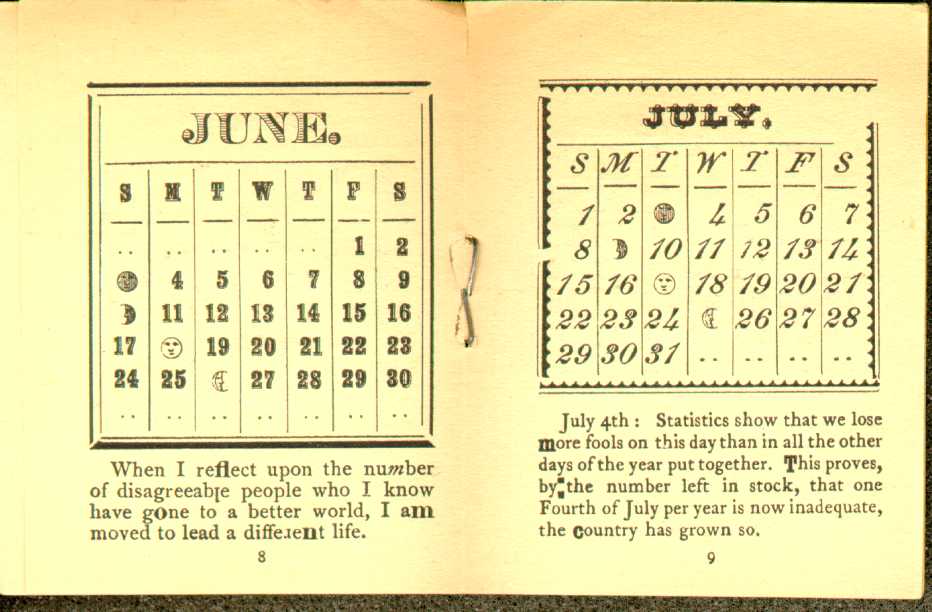 JUNE.
S M T W T F S
.. .. .. .. .. 1 2
4 5 6 7 8 9
11 12 13 14 15 16
17 19 20 21 22 23
24 25 27 28 29 30
.. .. .. .. .. .. ..
When I reflect upon the number
of disagreeable people who I know
have gone to a better world, I am
moved to lead a different life.
8
JULY.
S M T W T F S
1 2 4 5 6 7
8 10 11 12 13 14
15 16 18 19 20 21
22 23 24 26 27 28
29 30 31 .. .. .. ..
July 4th : Statistics show that we lose
more fools on this day than in all the other
days of the year put together. This proves,
by the number left in stock, that one
Fourth of July per year is now inadequate,
the country has grown so.
9